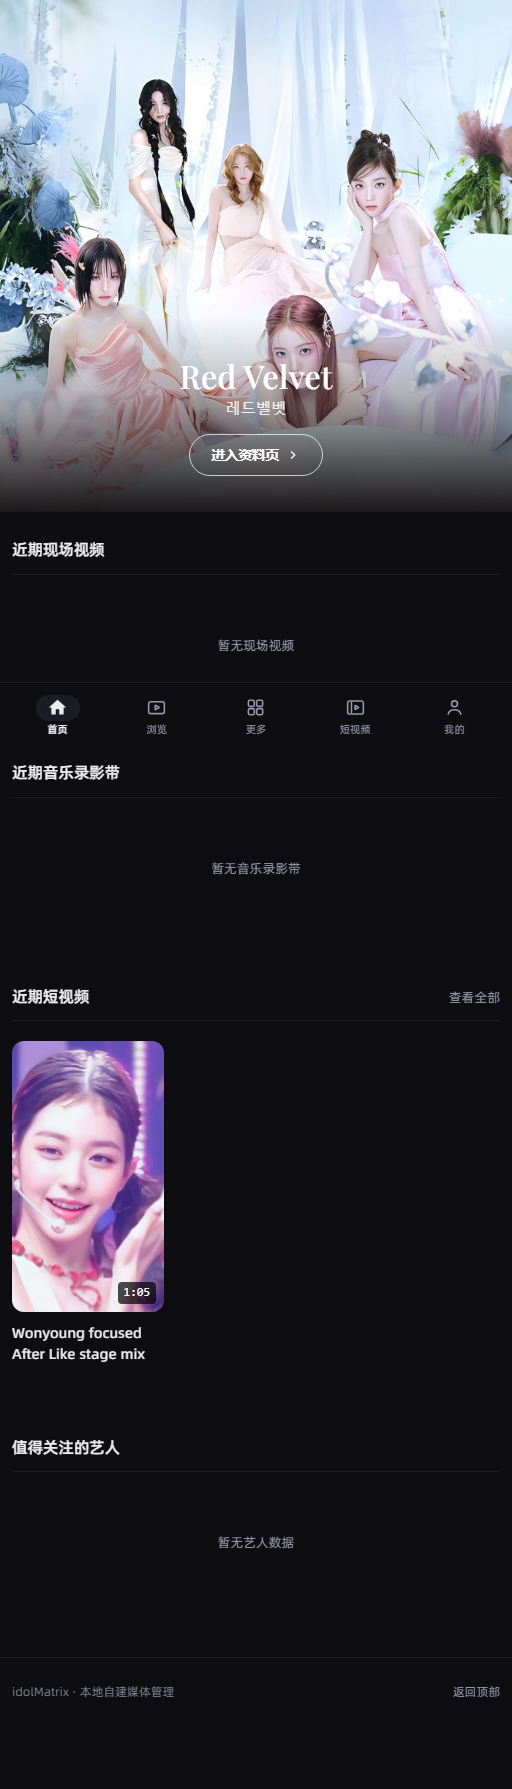 Red Velvet
레드벨벳
进入资料页
近期现场视频
暂无现场视频
首页
浏览
更多
短视频
我的
近期音乐录影带
暂无音乐录影带
近期短视频
查看全部
1:05
Wonyoung focused
After Like stage mix
值得关注的艺人
暂无艺人数据
idolMatrix · 本地自建媒体管理
返回顶部